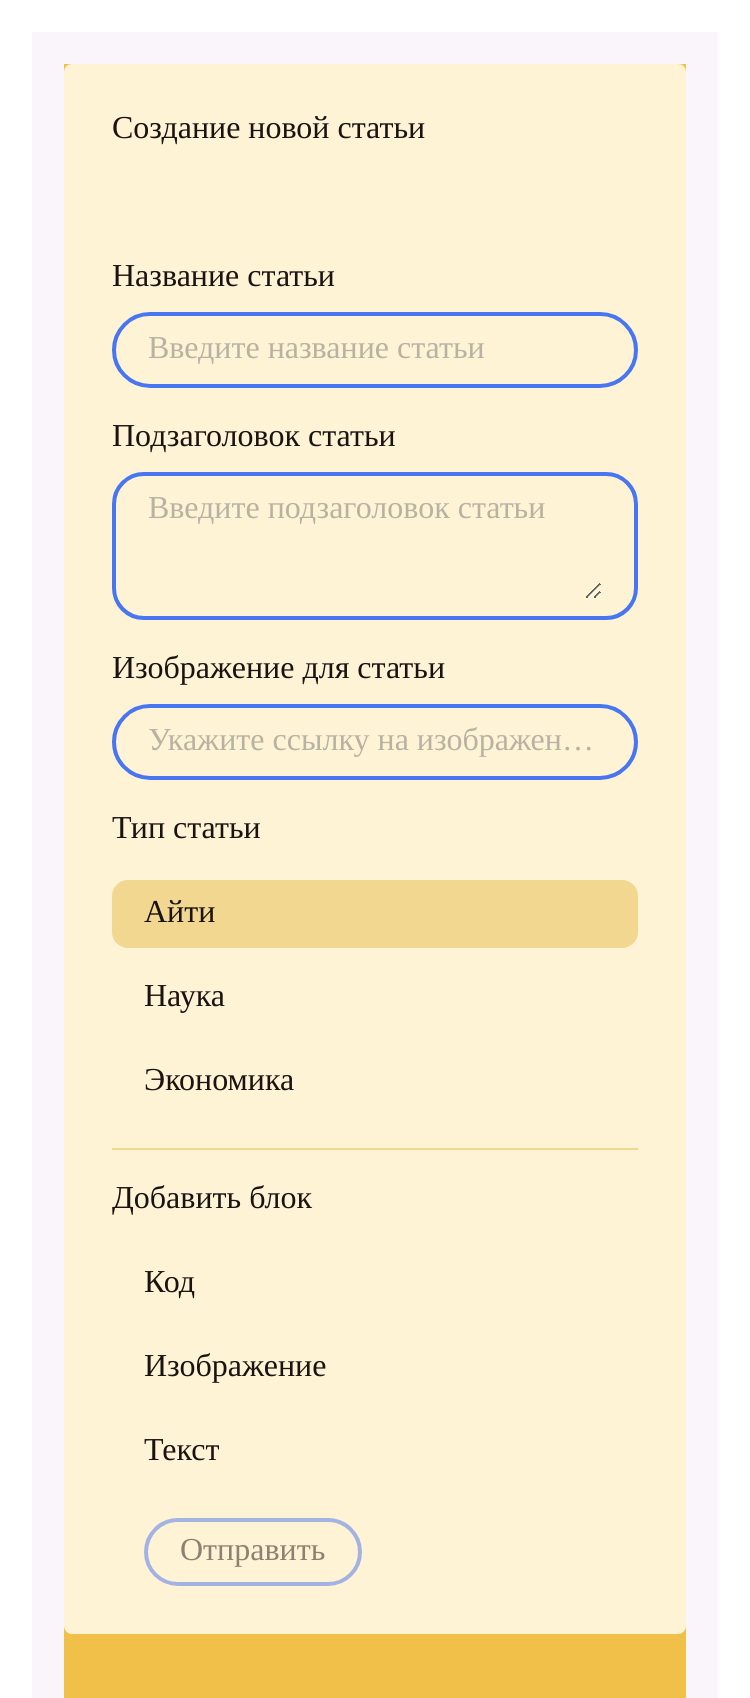 Создание новой статьи
Название статьи
Введите название статьи
Подзаголовок статьи
Введите подзаголовок статьи
Изображение для статьи
Укажите ссылку на изображен…
Тип статьи
Айти
Наука
Экономика
Добавить блок
Код
Изображение
Текст
Отправить